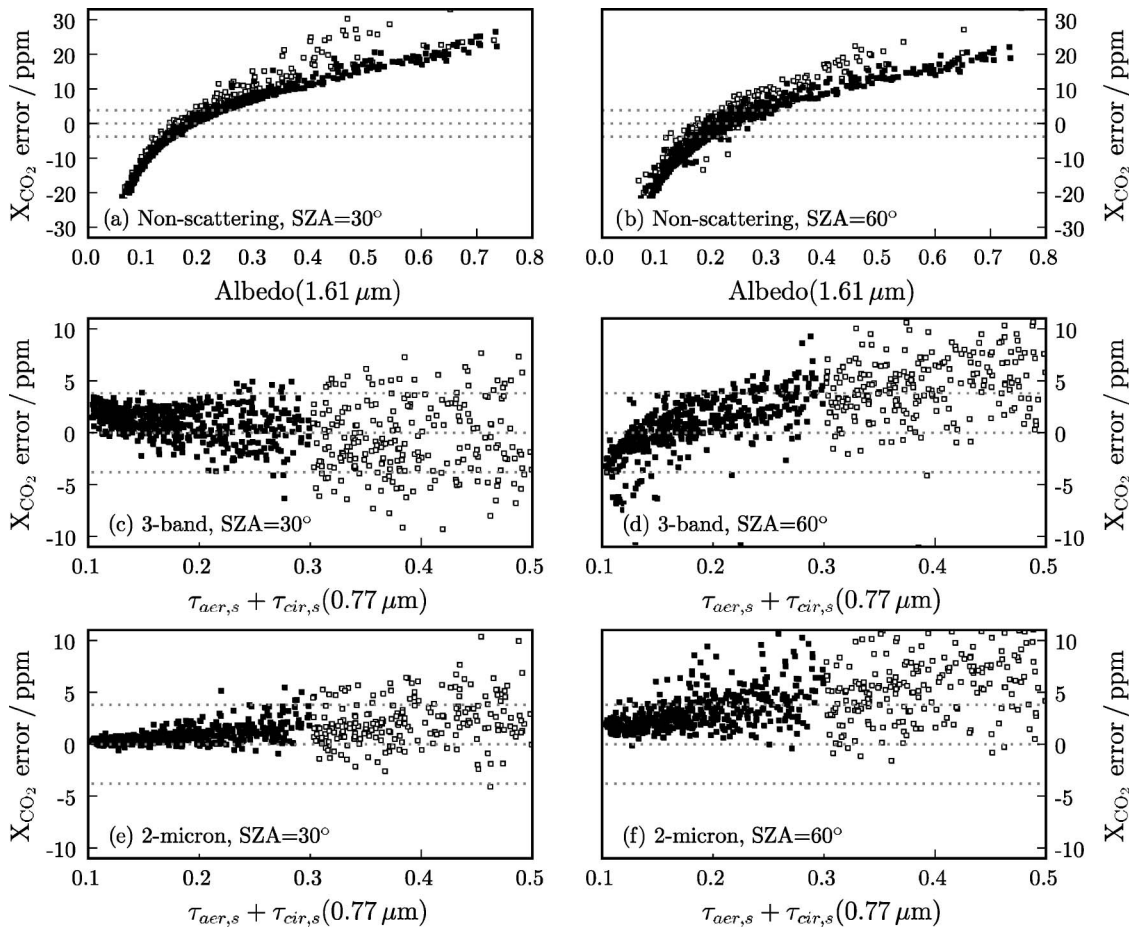 30 20 10 0 -10 -20 -30
X_CO₂ error / ppm
(a) Non-scattering, SZA=30°
0.0 0.1 0.2 0.3 0.4 0.5 0.6 0.7 0.8
Albedo(1.61 μm)
30 20 10 0 -10 -20 -30
X_CO₂ error / ppm
(b) Non-scattering, SZA=60°
0.0 0.1 0.2 0.3 0.4 0.5 0.6 0.7 0.8
Albedo(1.61 μm)
10 5 0 -5 -10
X_CO₂ error / ppm
(c) 3-band, SZA=30°
0.1 0.2 0.3 0.4 0.5
τ_aer,s + τ_cir,s(0.77 μm)
10 5 0 -5 -10
X_CO₂ error / ppm
(d) 3-band, SZA=60°
0.1 0.2 0.3 0.4 0.5
τ_aer,s + τ_cir,s(0.77 μm)
10 5 0 -5 -10
X_CO₂ error / ppm
(e) 2-micron, SZA=30°
0.1 0.2 0.3 0.4 0.5
τ_aer,s + τ_cir,s(0.77 μm)
10 5 0 -5 -10
X_CO₂ error / ppm
(f) 2-micron, SZA=60°
0.1 0.2 0.3 0.4 0.5
τ_aer,s + τ_cir,s(0.77 μm)